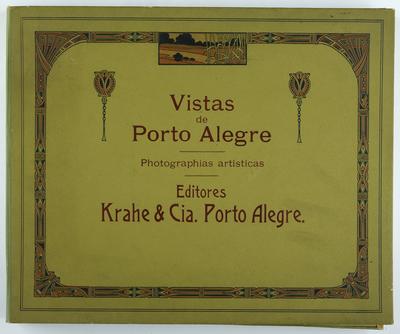 Vistas
de
Porto Alegre
Photographias artisticas
Editores
Krahe & Cia. Porto Alegre.